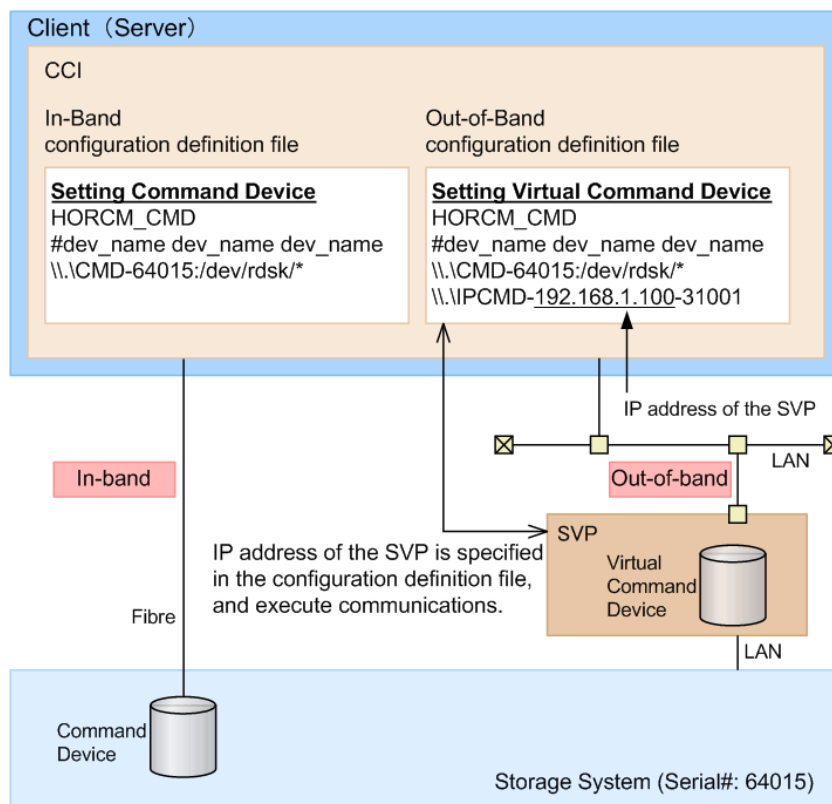 Client（Server）
CCI
In-Band
configuration definition file
Setting Command Device
HORCM_CMD
#dev_name dev_name dev_name
\\.\CMD-64015:/dev/rdsk/*
Out-of-Band
configuration definition file
Setting Virtual Command Device
HORCM_CMD
#dev_name dev_name dev_name
\\.\CMD-64015:/dev/rdsk/*
\\.\IPCMD-192.168.1.100-31001
IP address of the SVP
LAN
In-band
Out-of-band
IP address of the SVP is specified
in the configuration definition file,
and execute communications.
SVP
Virtual
Command
Device
Fibre
LAN
Command
Device
Storage System (Serial#: 64015)